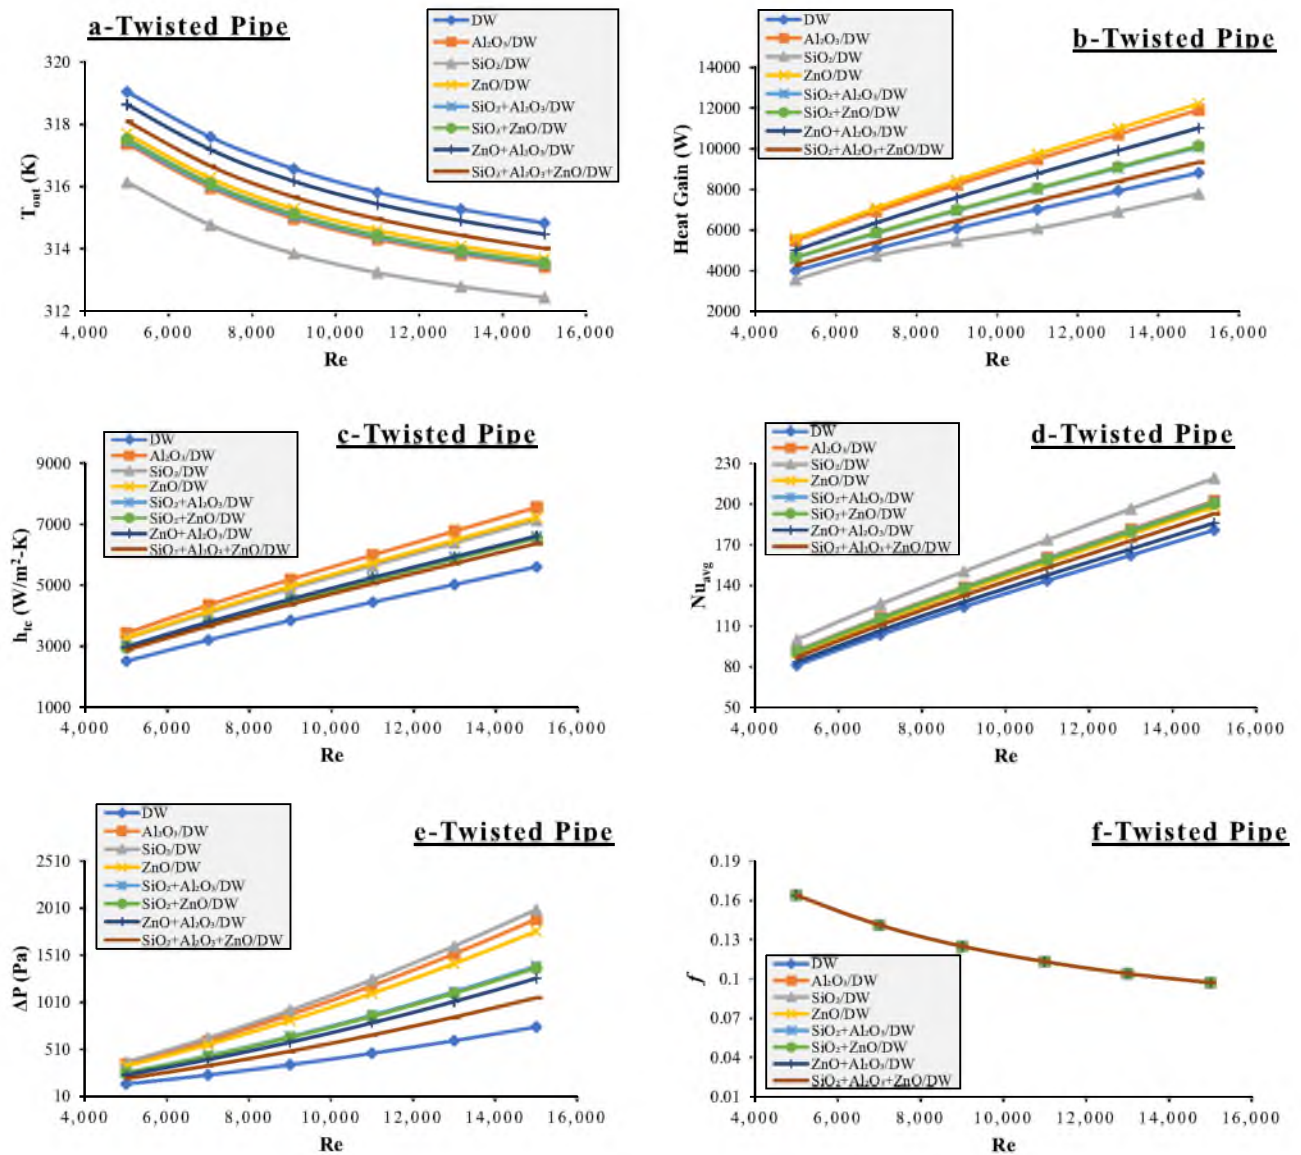 a-Twisted Pipe
DW
Al₂O₃/DW
SiO₂/DW
ZnO/DW
SiO₂+Al₂O₃/DW
SiO₂+ZnO/DW
ZnO+Al₂O₃/DW
SiO₂+Al₂O₃+ZnO/DW
320
318
316
314
312
T_out (K)
4,000 6,000 8,000 10,000 12,000 14,000 16,000
Re
b-Twisted Pipe
DW
Al₂O₃/DW
SiO₂/DW
ZnO/DW
SiO₂+Al₂O₃/DW
SiO₂+ZnO/DW
ZnO+Al₂O₃/DW
SiO₂+Al₂O₃+ZnO/DW
14000
12000
10000
8000
6000
4000
2000
Heat Gain (W)
4,000 6,000 8,000 10,000 12,000 14,000 16,000
Re
c-Twisted Pipe
DW
Al₂O₃/DW
SiO₂/DW
ZnO/DW
SiO₂+Al₂O₃/DW
SiO₂+ZnO/DW
ZnO+Al₂O₃/DW
SiO₂+Al₂O₃+ZnO/DW
9000
7000
5000
3000
1000
(W/m²-K)
4,000 6,000 8,000 10,000 12,000 14,000 16,000
Re
d-Twisted Pipe
DW
Al₂O₃/DW
SiO₂/DW
ZnO/DW
SiO₂+Al₂O₃/DW
SiO₂+ZnO/DW
ZnO+Al₂O₃/DW
SiO₂+Al₂O₃+ZnO/DW
230
200
170
140
110
80
50
Nu_avg
4,000 6,000 8,000 10,000 12,000 14,000 16,000
Re
e-Twisted Pipe
DW
Al₂O₃/DW
SiO₂/DW
ZnO/DW
SiO₂+Al₂O₃/DW
SiO₂+ZnO/DW
ZnO+Al₂O₃/DW
SiO₂+Al₂O₃+ZnO/DW
2510
2010
1510
1010
510
10
ΔP (Pa)
4,000 6,000 8,000 10,000 12,000 14,000 16,000
Re
f-Twisted Pipe
0.19
0.16
0.13
0.1
0.07
0.04
0.01
f
DW
Al₂O₃/DW
SiO₂/DW
ZnO/DW
SiO₂+Al₂O₃/DW
SiO₂+ZnO/DW
ZnO+Al₂O₃/DW
SiO₂+Al₂O₃+ZnO/DW
4,000 6,000 8,000 10,000 12,000 14,000 16,000
Re